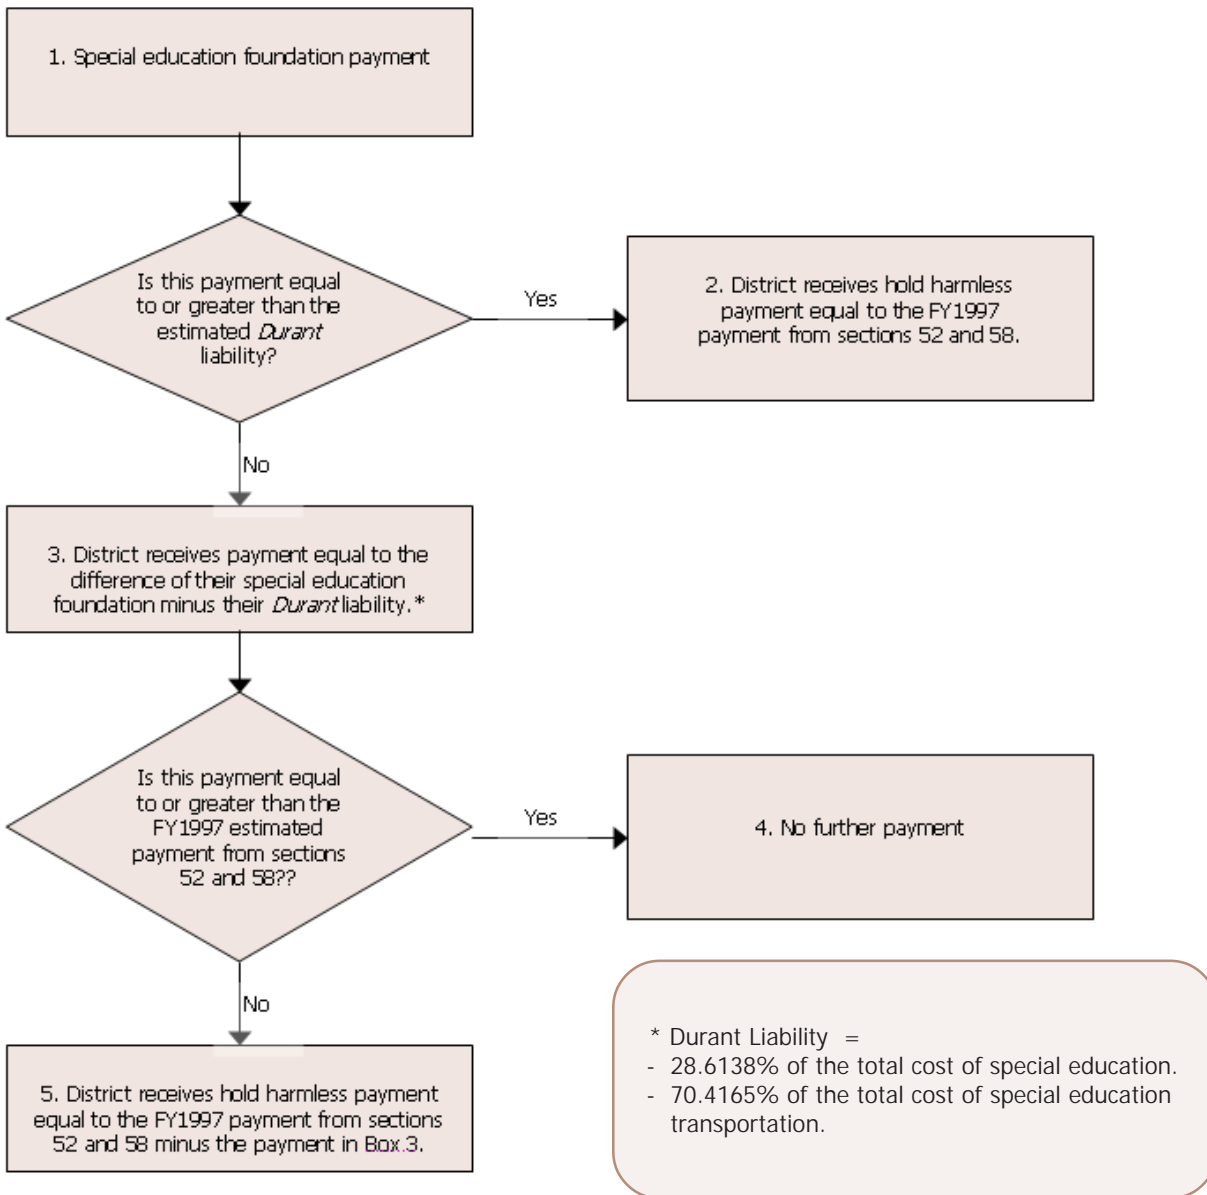 1. Special education foundation payment
Is this payment equal
to or greater than the
estimated Durant
liability?
Yes
2. District receives hold harmless
payment equal to the FY1997
payment from sections 52 and 58.
No
3. District receives payment equal to the
difference of their special education
foundation minus their Durant liability.*
Is this payment equal
to or greater than the
FY1997 estimated
payment from sections
52 and 58??
Yes
4. No further payment
No
5. District receives hold harmless payment
equal to the FY1997 payment from sections
52 and 58 minus the payment in Box 3.
* Durant Liability =
- 28.6138% of the total cost of special education.
- 70.4165% of the total cost of special education
transportation.